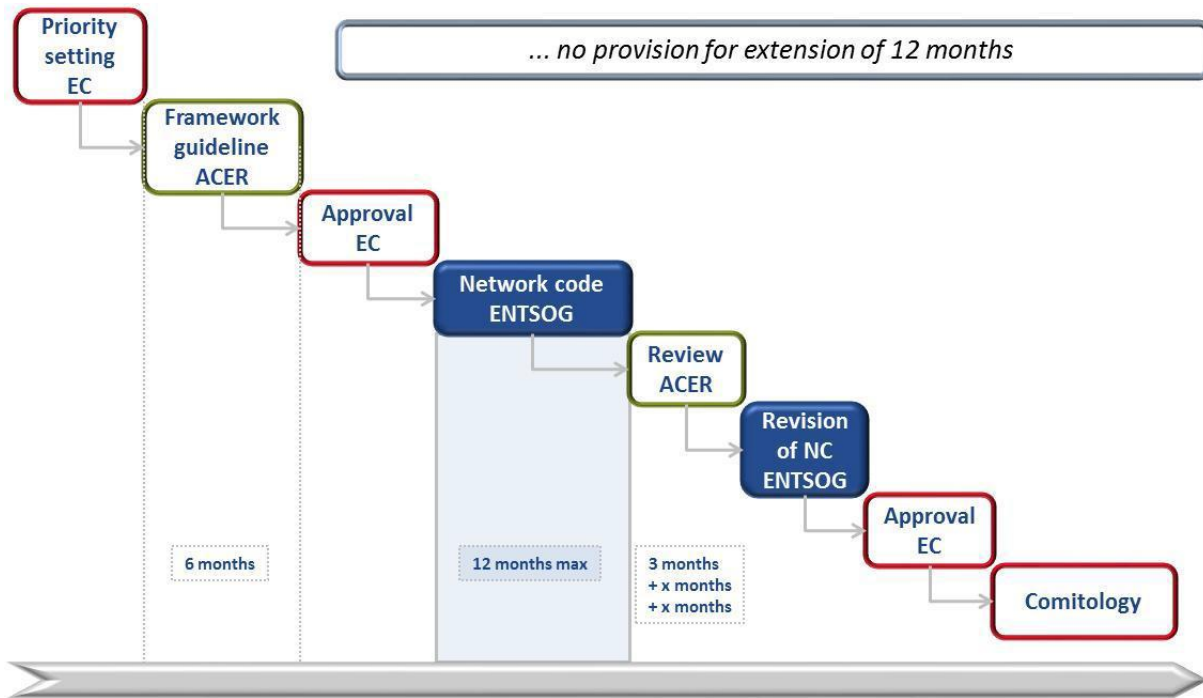 Priority
setting
EC
... no provision for extension of 12 months
Framework
guideline
ACER
Approval
EC
Network code
ENTSOG
Review
ACER
Revision
of NC
ENTSOG
Approval
EC
Comitology
6 months
12 months max
3 months
+ x months
+ x months